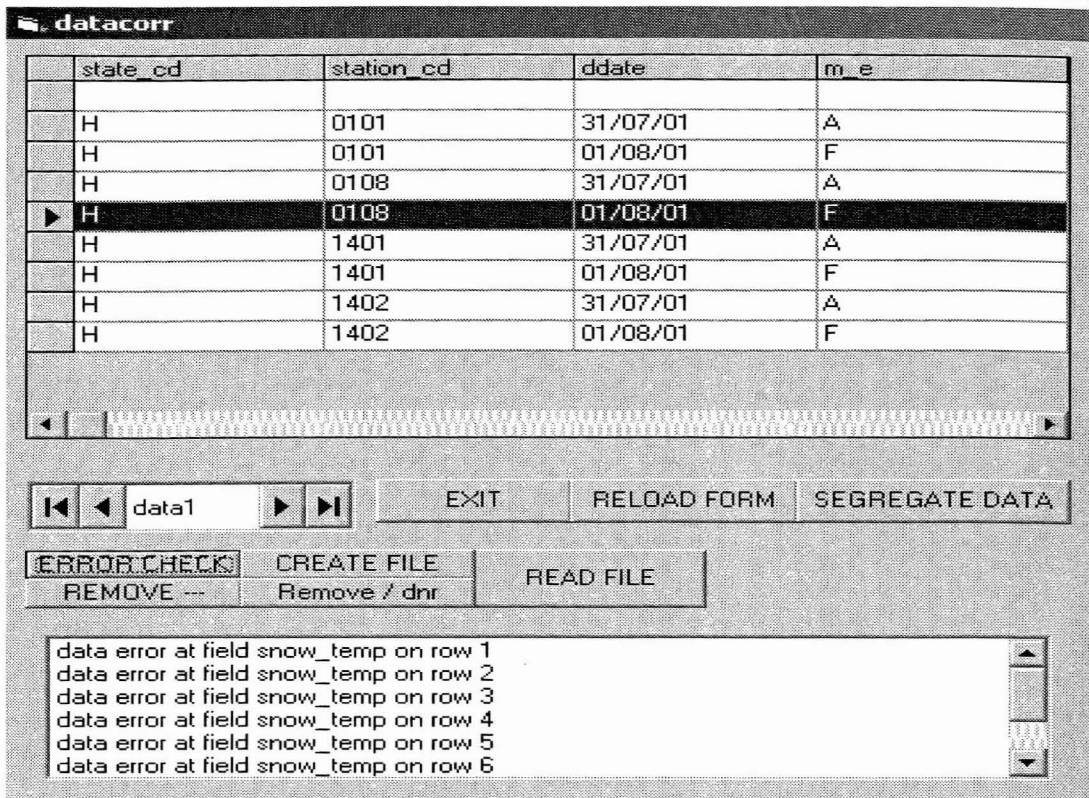 datacorr
state_cd station_cd ddate m_e
H 0101 31/07/01 A
H 0101 01/08/01 F
H 0108 31/07/01 A
H 0108 01/08/01 F
H 1401 31/07/01 A
H 1401 01/08/01 F
H 1402 31/07/01 A
H 1402 01/08/01 F
data1 EXIT RELOAD FORM SEGREGATE DATA
ERROR CHECK CREATE FILE READ FILE
REMOVE --- Remove / dnr
data error at field snow_temp on row 1
data error at field snow_temp on row 2
data error at field snow_temp on row 3
data error at field snow_temp on row 4
data error at field snow_temp on row 5
data error at field snow_temp on row 6